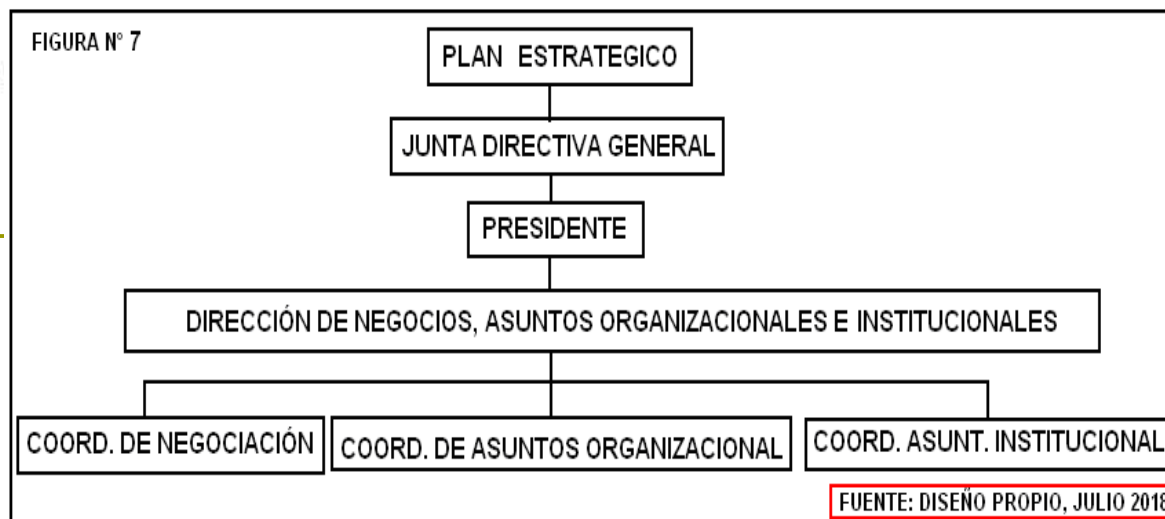 FIGURA N° 7
PLAN ESTRATEGICO
JUNTA DIRECTIVA GENERAL
PRESIDENTE
DIRECCIÓN DE NEGOCIOS, ASUNTOS ORGANIZACIONALES E INSTITUCIONALES
COORD. DE NEGOCIACIÓN
COORD. DE ASUNTOS ORGANIZACIONAL
COORD. ASUNT. INSTITUCIONAL
FUENTE: DISEÑO PROPIO, JULIO 2018